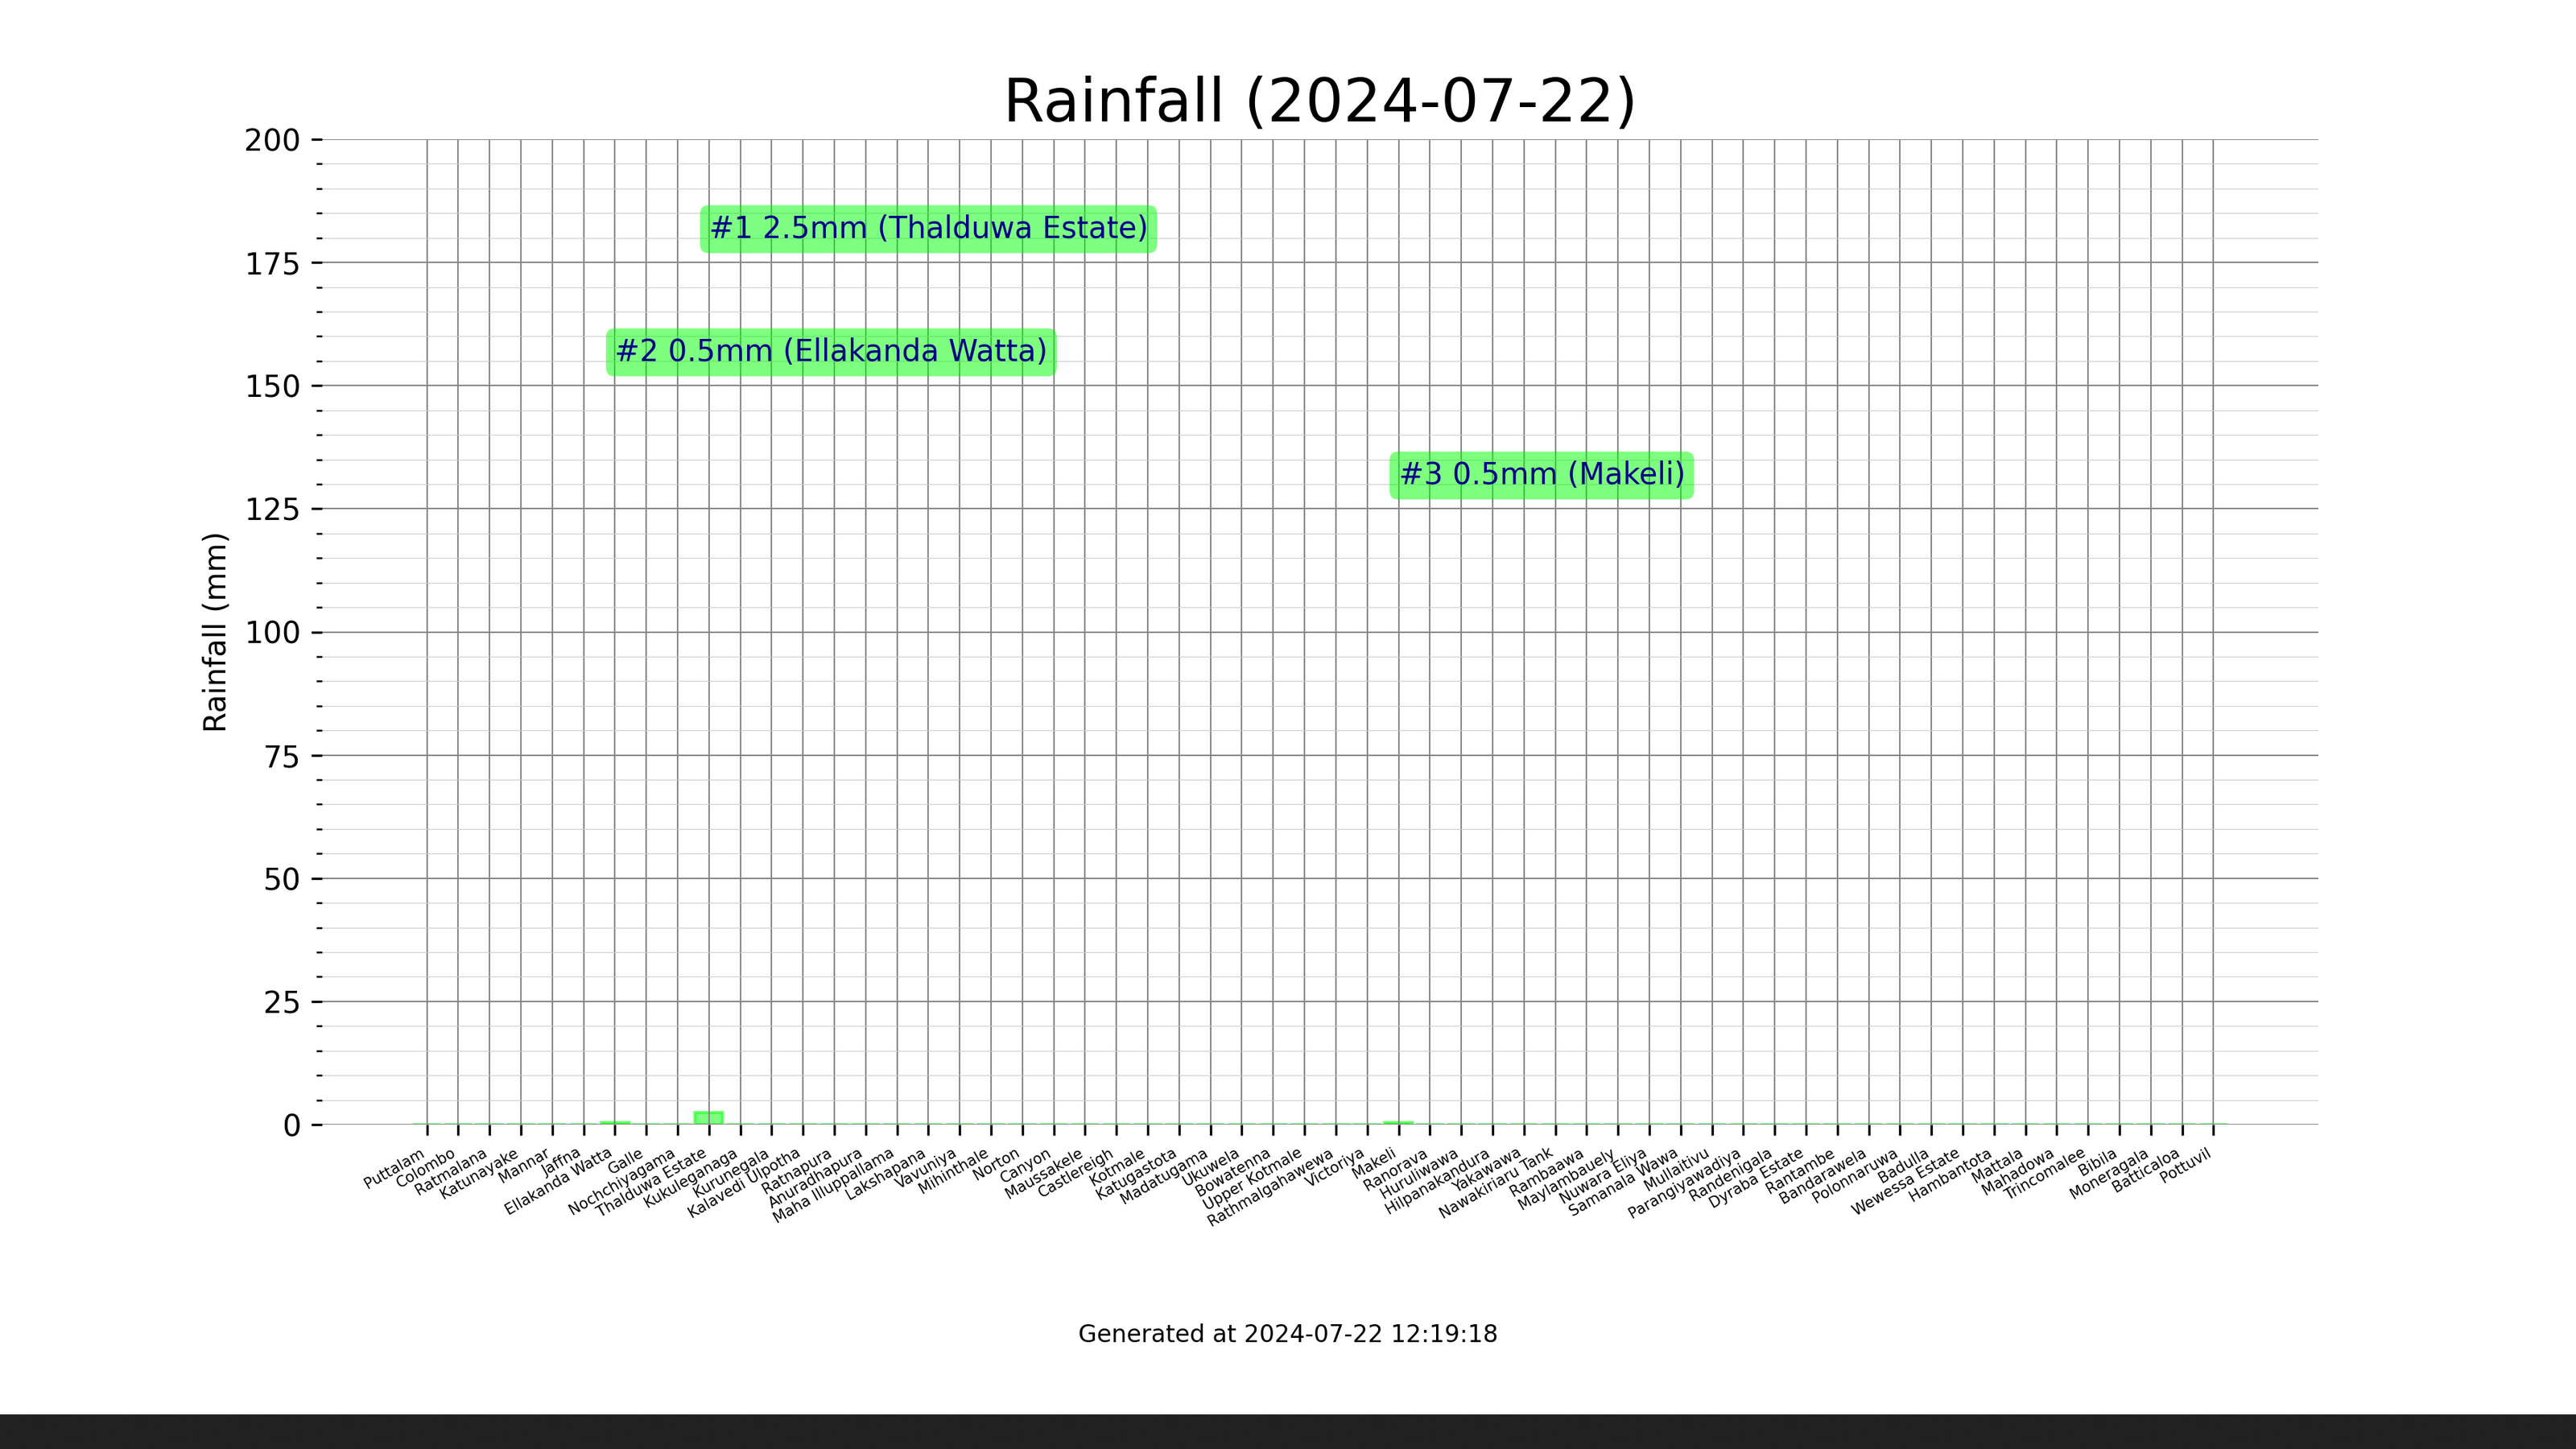 Rainfall (2024-07-22)
200
175
150
125
100
75
50
25
0
Rainfall (mm)
#1 2.5mm (Thalduwa Estate)
#2 0.5mm (Ellakanda Watta)
#3 0.5mm (Makeli)
Puttalam
Colombo
Ratmalana
Katunayake
Mannar
Jaffna
Ellakanda Watta
Galle
Nochchiyagama
Thalduwa Estate
Kukuleganaga
Kurunegala
Kalavedi Ulpotha
Ratnapura
Anuradhapura
Maha Illuppallama
Lakshapana
Vavuniya
Mihinthale
Norton
Canyon
Maussakele
Castlereigh
Kotmale
Katugastota
Madatugama
Ukuwela
Bowatenna
Upper Kotmale
Rathmalgahawewa
Victoriya
Makeli
Ranorava
Huruliwawa
Hilpanakandura
Yakawawa
Nawakiriaru Tank
Rambaawa
Maylambauely
Nuwara Eliya
Samanala Wawa
Mullaitivu
Parangiyawadiya
Randenigala
Dyraba Estate
Rantambe
Bandarawela
Polonnaruwa
Badulla
Wewessa Estate
Hambantota
Mattala
Mahadowa
Trincomalee
Bibila
Moneragala
Batticaloa
Pottuvil
Generated at 2024-07-22 12:19:18